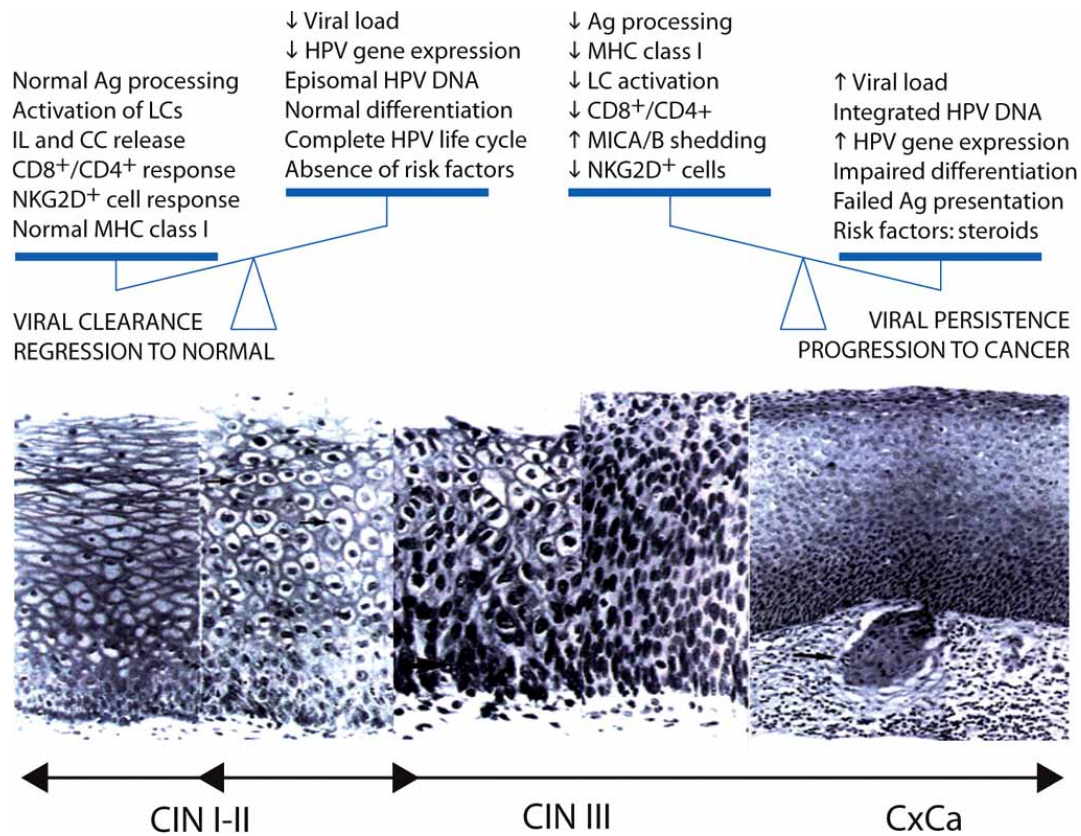 Normal Ag processing
Activation of LCs
IL and CC release
CD8⁺/CD4⁺ response
NKG2D⁺ cell response
Normal MHC class I
↓ Viral load
↓ HPV gene expression
Episomal HPV DNA
Normal differentiation
Complete HPV life cycle
Absence of risk factors
↓ Ag processing
↓ MHC class I
↓ LC activation
↓ CD8⁺/CD4+
↑ MICA/B shedding
↓ NKG2D⁺ cells
↑ Viral load
Integrated HPV DNA
↑ HPV gene expression
Impaired differentiation
Failed Ag presentation
Risk factors: steroids
VIRAL CLEARANCE
REGRESSION TO NORMAL
VIRAL PERSISTENCE
PROGRESSION TO CANCER
CIN I-II
CIN III
CxCa